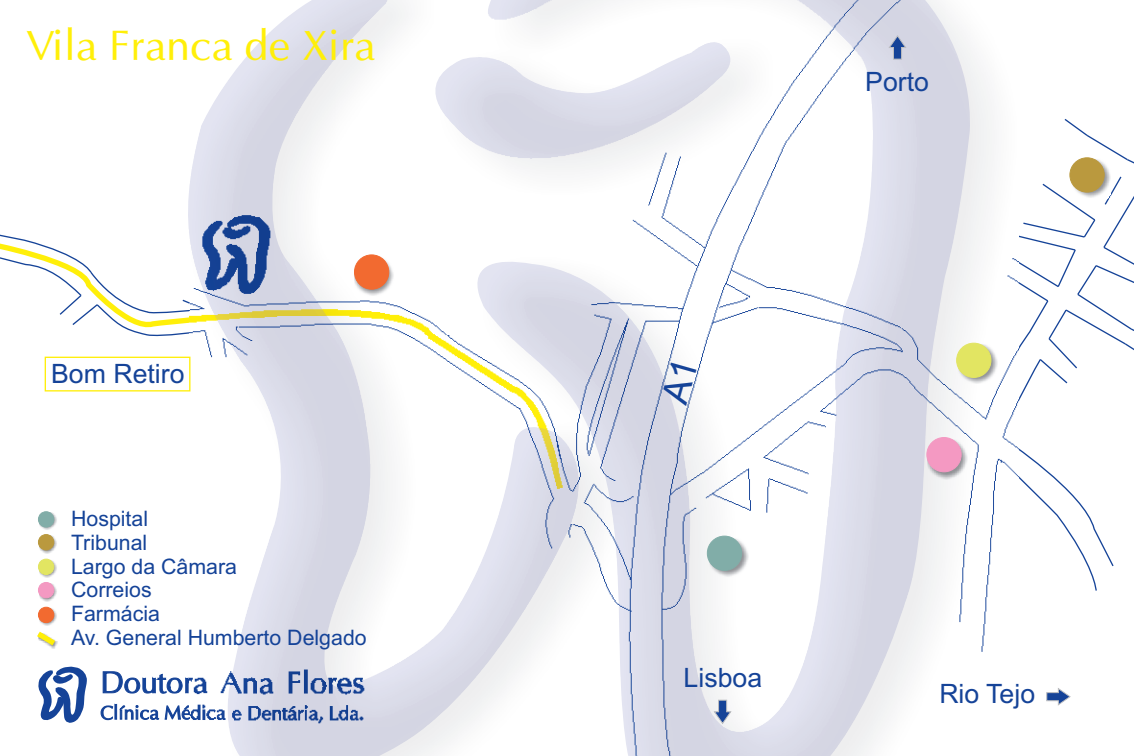 Vila Franca de Xira
Porto
A1
Bom Retiro
Hospital
Tribunal
Largo da Câmara
Correios
Farmácia
Av. General Humberto Delgado
Doutora Ana Flores
Clínica Médica e Dentária, Lda.
Lisboa
Rio Tejo